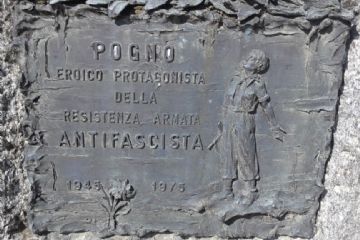 POGNO
EROICO PROTAGONISTA
DELLA
RESISTENZA ARMATA
ANTIFASCISTA
1945 1975